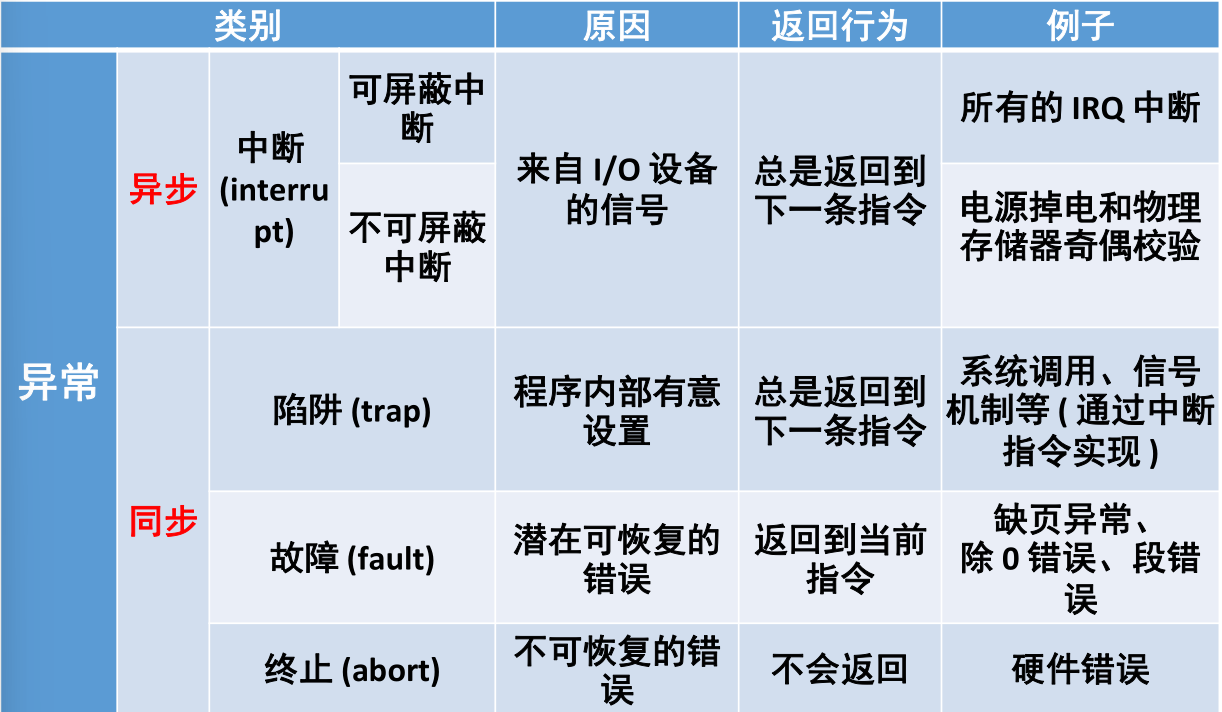 类别
原因
返回行为
例子
异常
异步
中断
(interru
pt)
可屏蔽中
断
来自 I/O 设备
的信号
总是返回到
下一条指令
所有的 IRQ 中断
不可屏蔽
中断
电源掉电和物理
存储器奇偶校验
同步
陷阱 (trap)
程序内部有意
设置
总是返回到
下一条指令
系统调用、信号
机制等 ( 通过中断
指令实现 )
故障 (fault)
潜在可恢复的
错误
返回到当前
指令
缺页异常、
除 0 错误、段错
误
终止 (abort)
不可恢复的错
误
不会返回
硬件错误